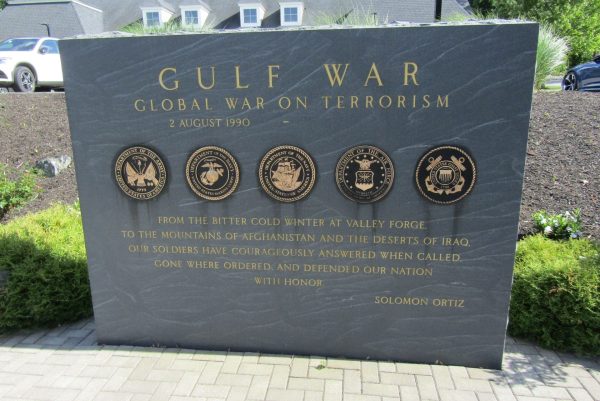 GULF WAR
GLOBAL WAR ON TERRORISM
2 AUGUST 1990 –
FROM THE BITTER COLD WINTER AT VALLEY FORGE,
TO THE MOUNTAINS OF AFGHANISTAN AND THE DESERTS OF IRAQ,
OUR SOLDIERS HAVE COURAGEOUSLY ANSWERED WHEN CALLED,
GONE WHERE ORDERED, AND DEFENDED OUR NATION
WITH HONOR
SOLOMON ORTIZ